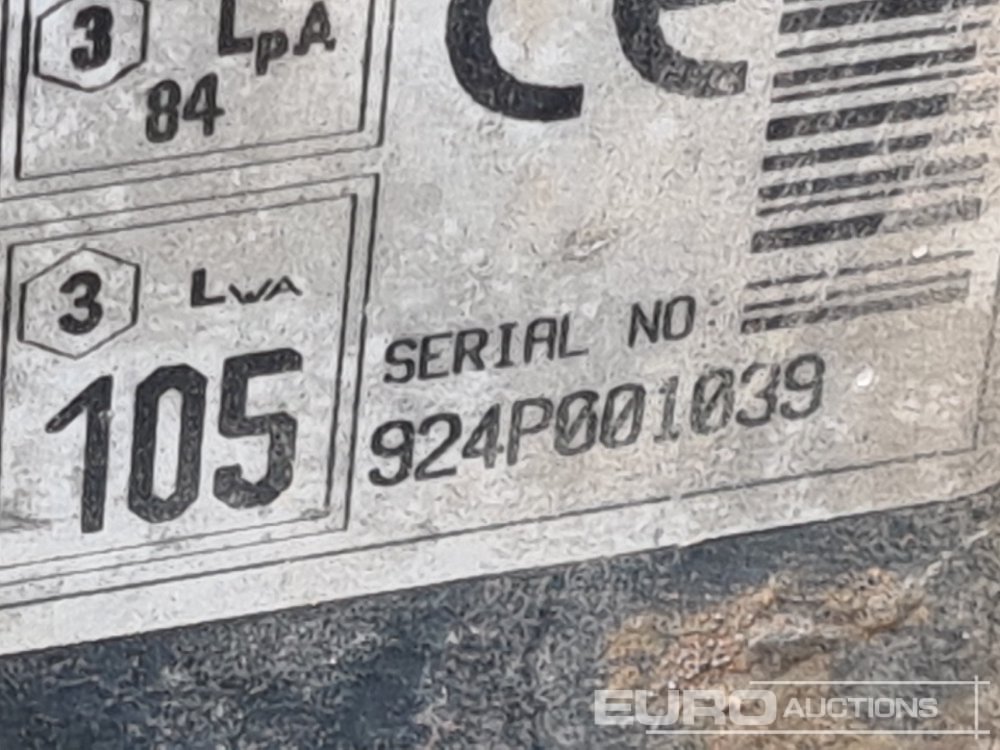 3 LpA
84
CE
3 LWA
105
SERIAL NO
924P001039
EURO AUCTIONS